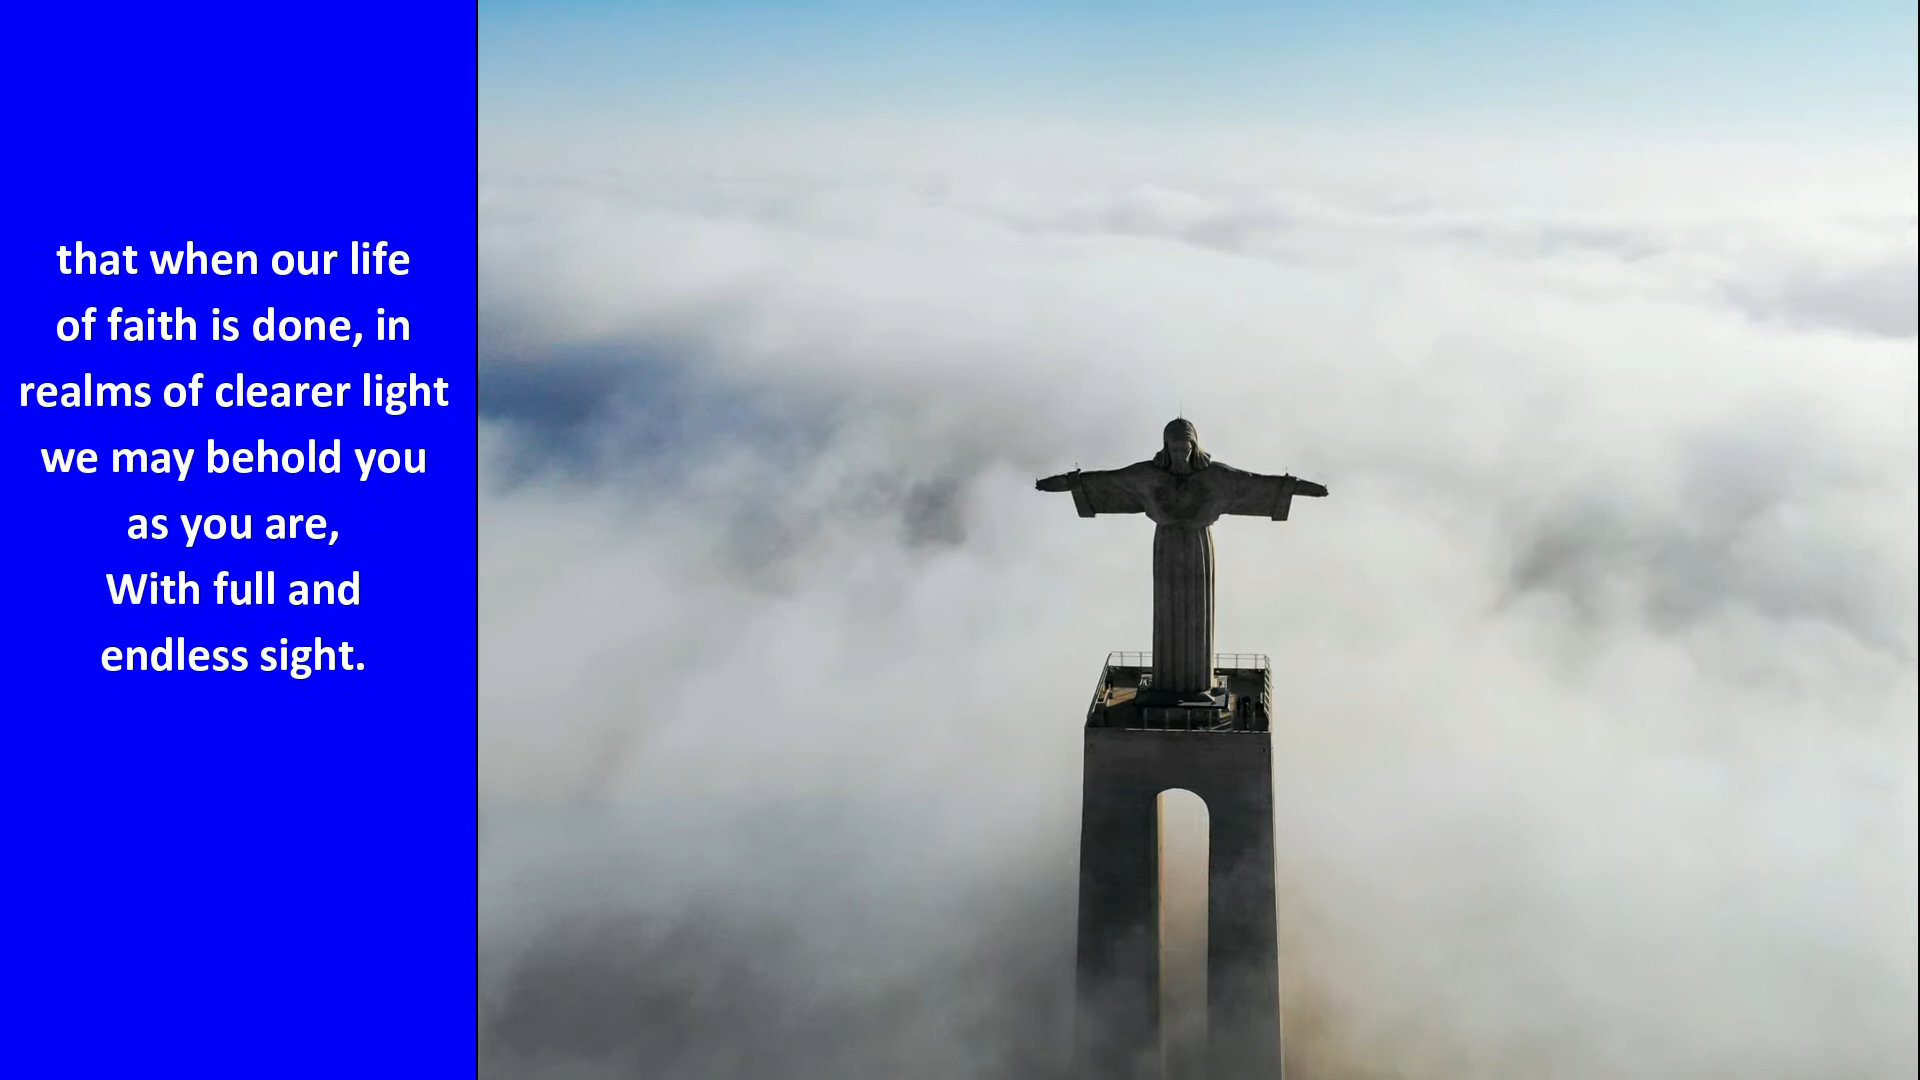 that when our life
of faith is done, in
realms of clearer light
we may behold you
as you are,
With full and
endless sight.